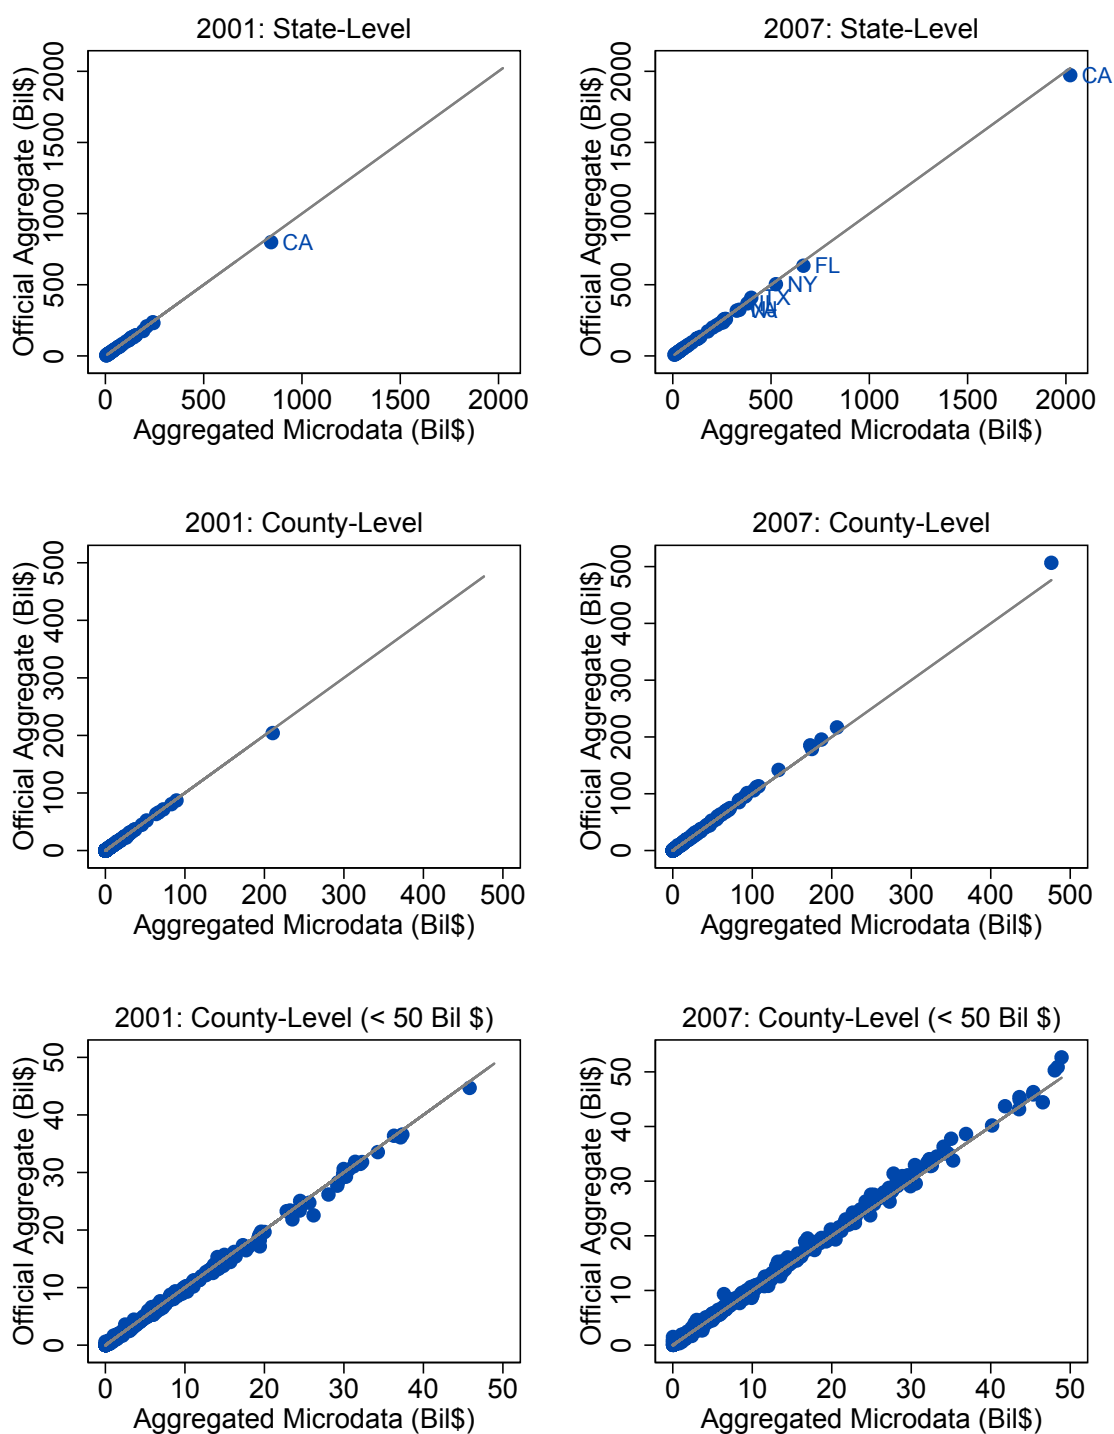 2001: State-Level
Official Aggregate (Bil$)
0 500 1000 1500 2000
CA
0 500 1000 1500 2000
Aggregated Microdata (Bil$)
2007: State-Level
Official Aggregate (Bil$)
0 500 1000 1500 2000
CA
FL
NY
TX
0 500 1000 1500 2000
Aggregated Microdata (Bil$)
2001: County-Level
Official Aggregate (Bil$)
0 100 200 300 400 500
0 100 200 300 400 500
Aggregated Microdata (Bil$)
2007: County-Level
Official Aggregate (Bil$)
0 100 200 300 400 500
0 100 200 300 400 500
Aggregated Microdata (Bil$)
2001: County-Level (< 50 Bil $)
Official Aggregate (Bil$)
0 10 20 30 40 50
0 10 20 30 40 50
Aggregated Microdata (Bil$)
2007: County-Level (< 50 Bil $)
Official Aggregate (Bil$)
0 10 20 30 40 50
0 10 20 30 40 50
Aggregated Microdata (Bil$)